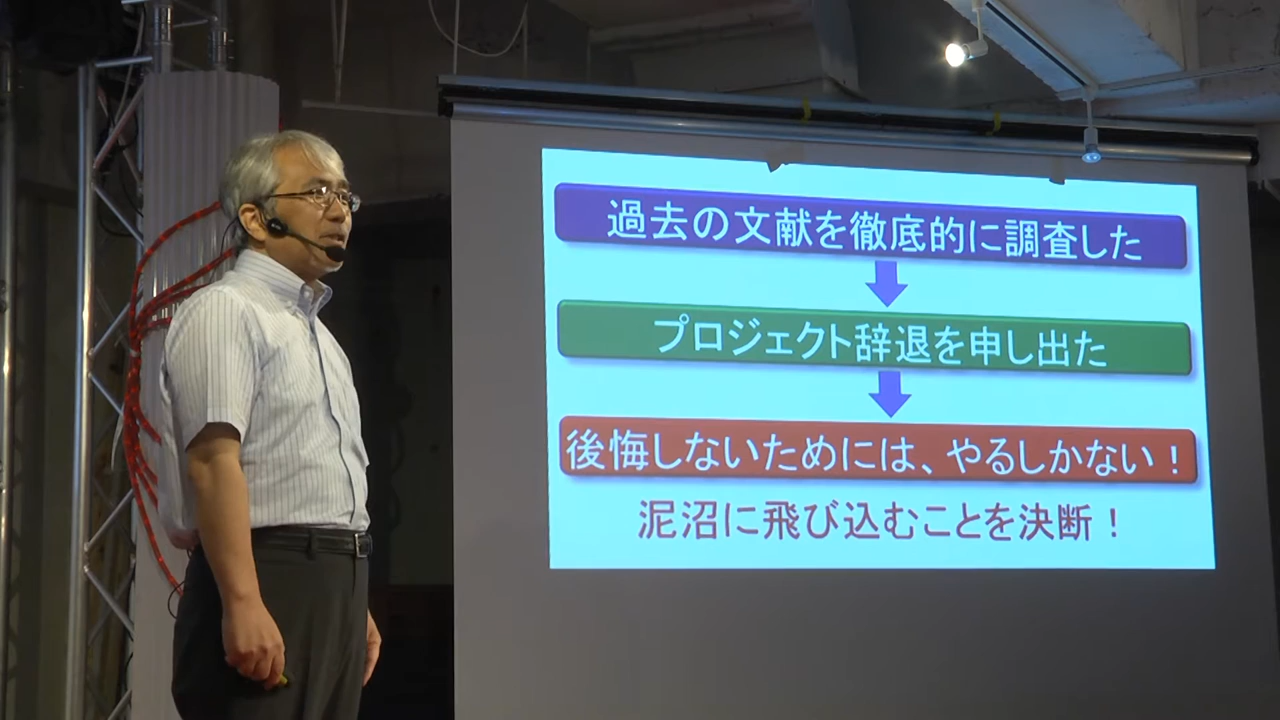 過去の文献を徹底的に調査した
プロジェクト辞退を申し出た
後悔しないためには、やるしかない！
泥沼に飛び込むことを決断！